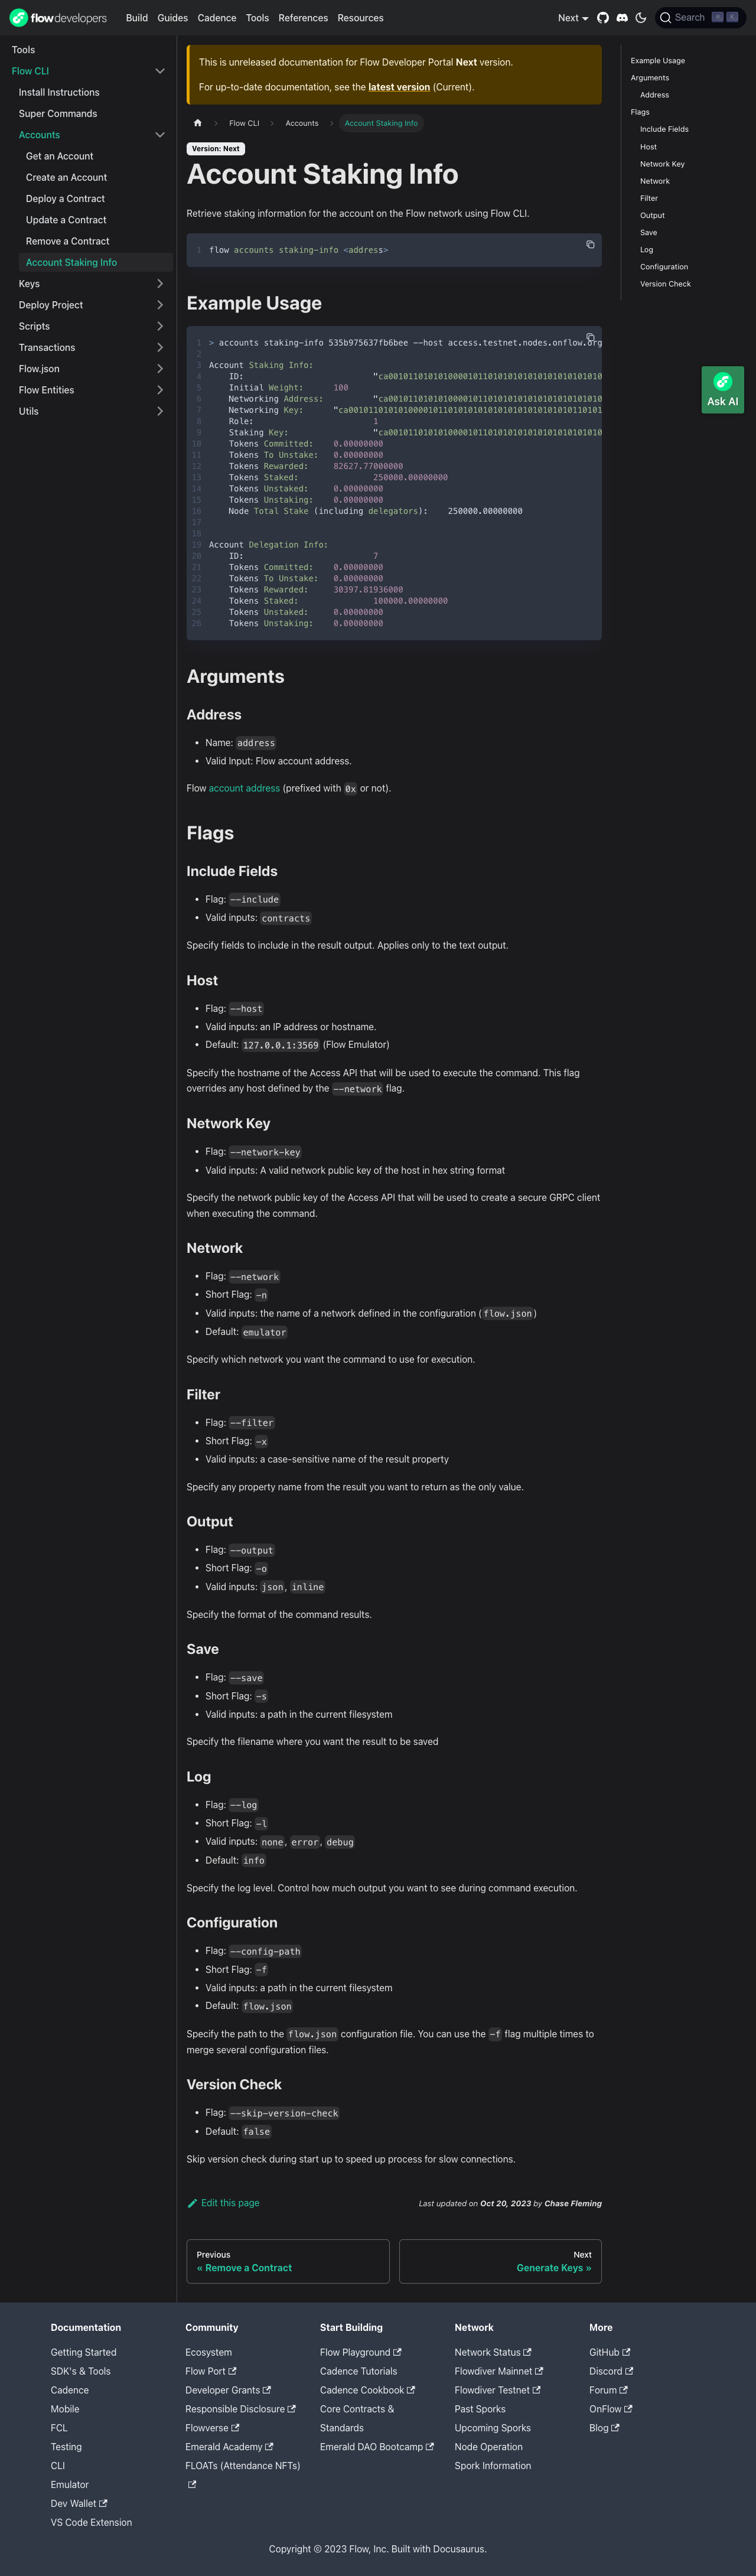 flowdevelopers
Build Guides Cadence Tools References Resources
Next
Search
K
Tools
Flow CLI
Install Instructions
Super Commands
Accounts
Get an Account
Create an Account
Deploy a Contract
Update a Contract
Remove a Contract
Account Staking Info
Keys
Deploy Project
Scripts
Transactions
Flow.json
Flow Entities
Utils
This is unreleased documentation for Flow Developer Portal Next version.
For up-to-date documentation, see the latest version (Current).
Flow CLI
Accounts
Account Staking Info
Version: Next
Account Staking Info
Retrieve staking information for the account on the Flow network using Flow CLI.
1 flow accounts staking-info <address>
Example Usage
1 > accounts staking-info 535b975637fb6bee --host access.testnet.nodes.onflow.org
2
3 Account Staking Info:
4 ID:
5 Initial Weight: 100
6 Networking Address:
7 Networking Key:
8 Role: 1
9 Staking Key:
10 Tokens Committed: 0.00000000
11 Tokens To Unstake: 0.00000000
12 Tokens Rewarded: 82627.77000000
13 Tokens Staked: 250000.00000000
14 Tokens Unstaked: 0.00000000
15 Tokens Unstaking: 0.00000000
16 Node Total Stake (including delegators): 250000.00000000
17
18
19 Account Delegation Info:
20 ID: 7
21 Tokens Committed: 0.00000000
22 Tokens To Unstake: 0.00000000
23 Tokens Rewarded: 30397.81936000
24 Tokens Staked: 100000.00000000
25 Tokens Unstaked: 0.00000000
26 Tokens Unstaking: 0.00000000
Arguments
Address
• Name: address
• Valid Input: Flow account address.
Flow account address (prefixed with 0x or not).
Flags
Include Fields
• Flag: --include
• Valid inputs: contracts
Specify fields to include in the result output. Applies only to the text output.
Host
• Flag: --host
• Valid inputs: an IP address or hostname.
• Default: 127.0.0.1:3569 (Flow Emulator)
Specify the hostname of the Access API that will be used to execute the command. This flag
overrides any host defined by the --network flag.
Network Key
• Flag: --network-key
• Valid inputs: A valid network public key of the host in hex string format
Specify the network public key of the Access API that will be used to create a secure GRPC client
when executing the command.
Network
• Flag: --network
• Short Flag: -n
• Valid inputs: the name of a network defined in the configuration (flow.json)
• Default: emulator
Specify which network you want the command to use for execution.
Filter
• Flag: --filter
• Short Flag: -x
• Valid inputs: a case-sensitive name of the result property
Specify any property name from the result you want to return as the only value.
Output
• Flag: --output
• Short Flag: -o
• Valid inputs: json, inline
Specify the format of the command results.
Save
• Flag: --save
• Short Flag: -s
• Valid inputs: a path in the current filesystem
Specify the filename where you want the result to be saved
Log
• Flag: --log
• Short Flag: -l
• Valid inputs: none, error, debug
• Default: info
Specify the log level. Control how much output you want to see during command execution.
Configuration
• Flag: --config-path
• Short Flag: -f
• Valid inputs: a path in the current filesystem
• Default: flow.json
Specify the path to the flow.json configuration file. You can use the -f flag multiple times to
merge several configuration files.
Version Check
• Flag: --skip-version-check
• Default: false
Skip version check during start up to speed up process for slow connections.
Edit this page
Last updated on Oct 20, 2023 by Chase Fleming
Previous
« Remove a Contract
Next
Generate Keys »
Example Usage
Arguments
Address
Flags
Include Fields
Host
Network Key
Network
Filter
Output
Save
Log
Configuration
Version Check
Ask AI
Documentation
Getting Started
SDK's & Tools
Cadence
Mobile
FCL
Testing
CLI
Emulator
Dev Wallet
VS Code Extension
Community
Ecosystem
Flow Port
Developer Grants
Responsible Disclosure
Flowverse
Emerald Academy
FLOATs (Attendance NFTs)
Start Building
Flow Playground
Cadence Tutorials
Cadence Cookbook
Core Contracts &
Standards
Emerald DAO Bootcamp
Network
Network Status
Flowdiver Mainnet
Flowdiver Testnet
Past Sporks
Upcoming Sporks
Node Operation
Spork Information
More
GitHub
Discord
Forum
OnFlow
Blog
Copyright © 2023 Flow, Inc. Built with Docusaurus.